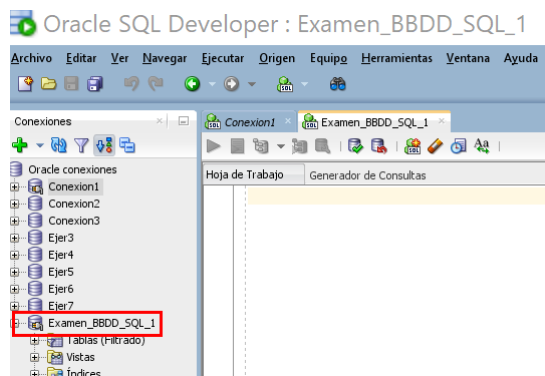 Oracle SQL Developer : Examen_BBDD_SQL_1
Archivo Editar Ver Navegar Ejecutar Origen Equipo Herramientas Ventana Ayuda
Conexiones
Conexion1
Examen_BBDD_SQL_1
Oracle conexiones
Hoja de Trabajo
Generador de Consultas
Conexion1
Conexion2
Conexion3
Ejer3
Ejer4
Ejer5
Ejer6
Ejer7
Examen_BBDD_SQL_1
Tablas (Filtrado)
Vistas
Índices